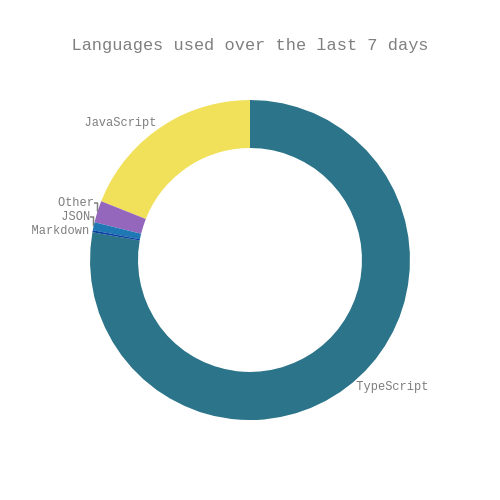 Languages used over the last 7 days
JavaScript
Other
JSON
Markdown
TypeScript